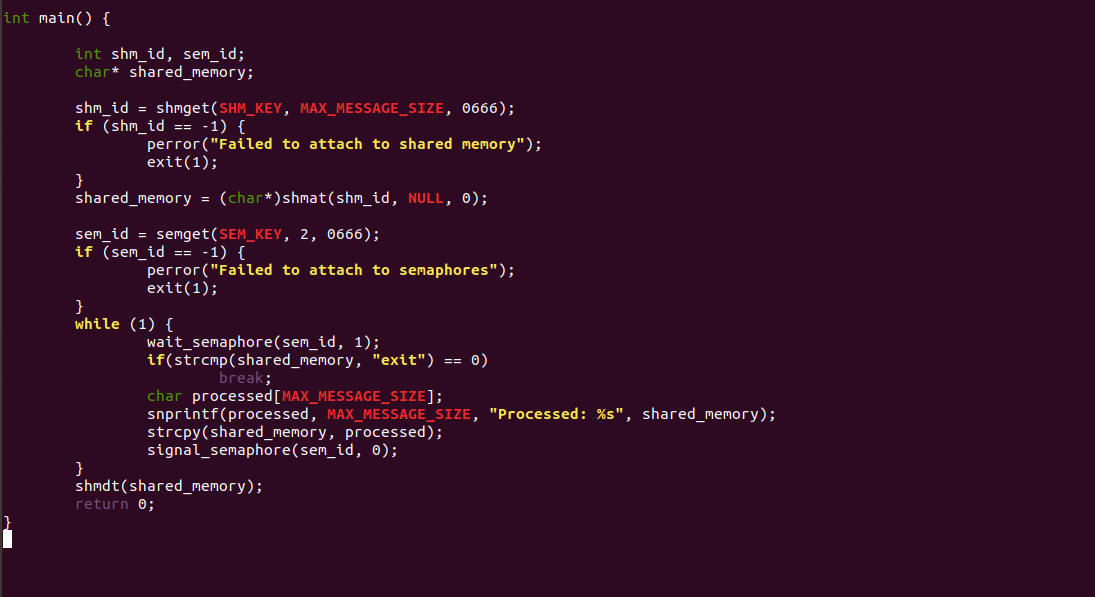 int main() {
        int shm_id, sem_id;
        char* shared_memory;
        shm_id = shmget(SHM_KEY, MAX_MESSAGE_SIZE, 0666);
        if (shm_id == -1) {
                perror("Failed to attach to shared memory");
                exit(1);
        }
        shared_memory = (char*)shmat(shm_id, NULL, 0);
        sem_id = semget(SEM_KEY, 2, 0666);
        if (sem_id == -1) {
                perror("Failed to attach to semaphores");
                exit(1);
        }
        while (1) {
                wait_semaphore(sem_id, 1);
                if(strcmp(shared_memory, "exit") == 0)
                        break;
                char processed[MAX_MESSAGE_SIZE];
                snprintf(processed, MAX_MESSAGE_SIZE, "Processed: %s", shared_memory);
                strcpy(shared_memory, processed);
                signal_semaphore(sem_id, 0);
        }
        shmdt(shared_memory);
        return 0;
}